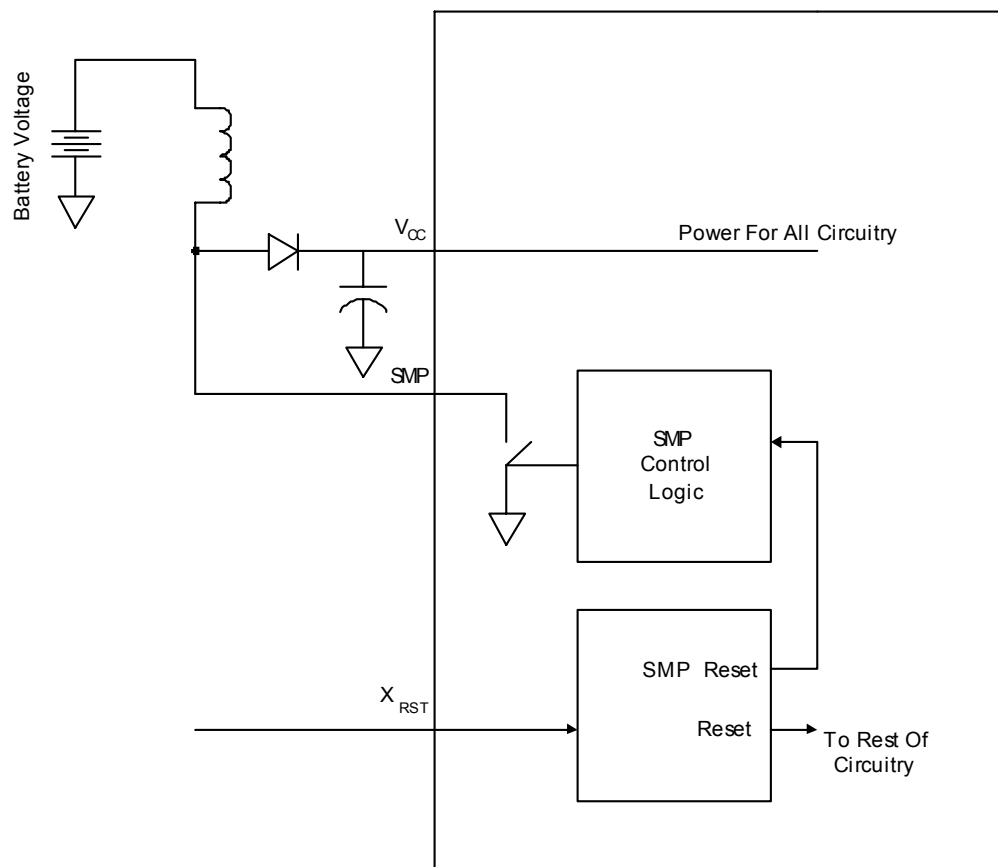 Battery Voltage
VCC
Power For All Circuitry
SMP
SMP
Control
Logic
SMP Reset
XRST
Reset
To Rest Of
Circuitry